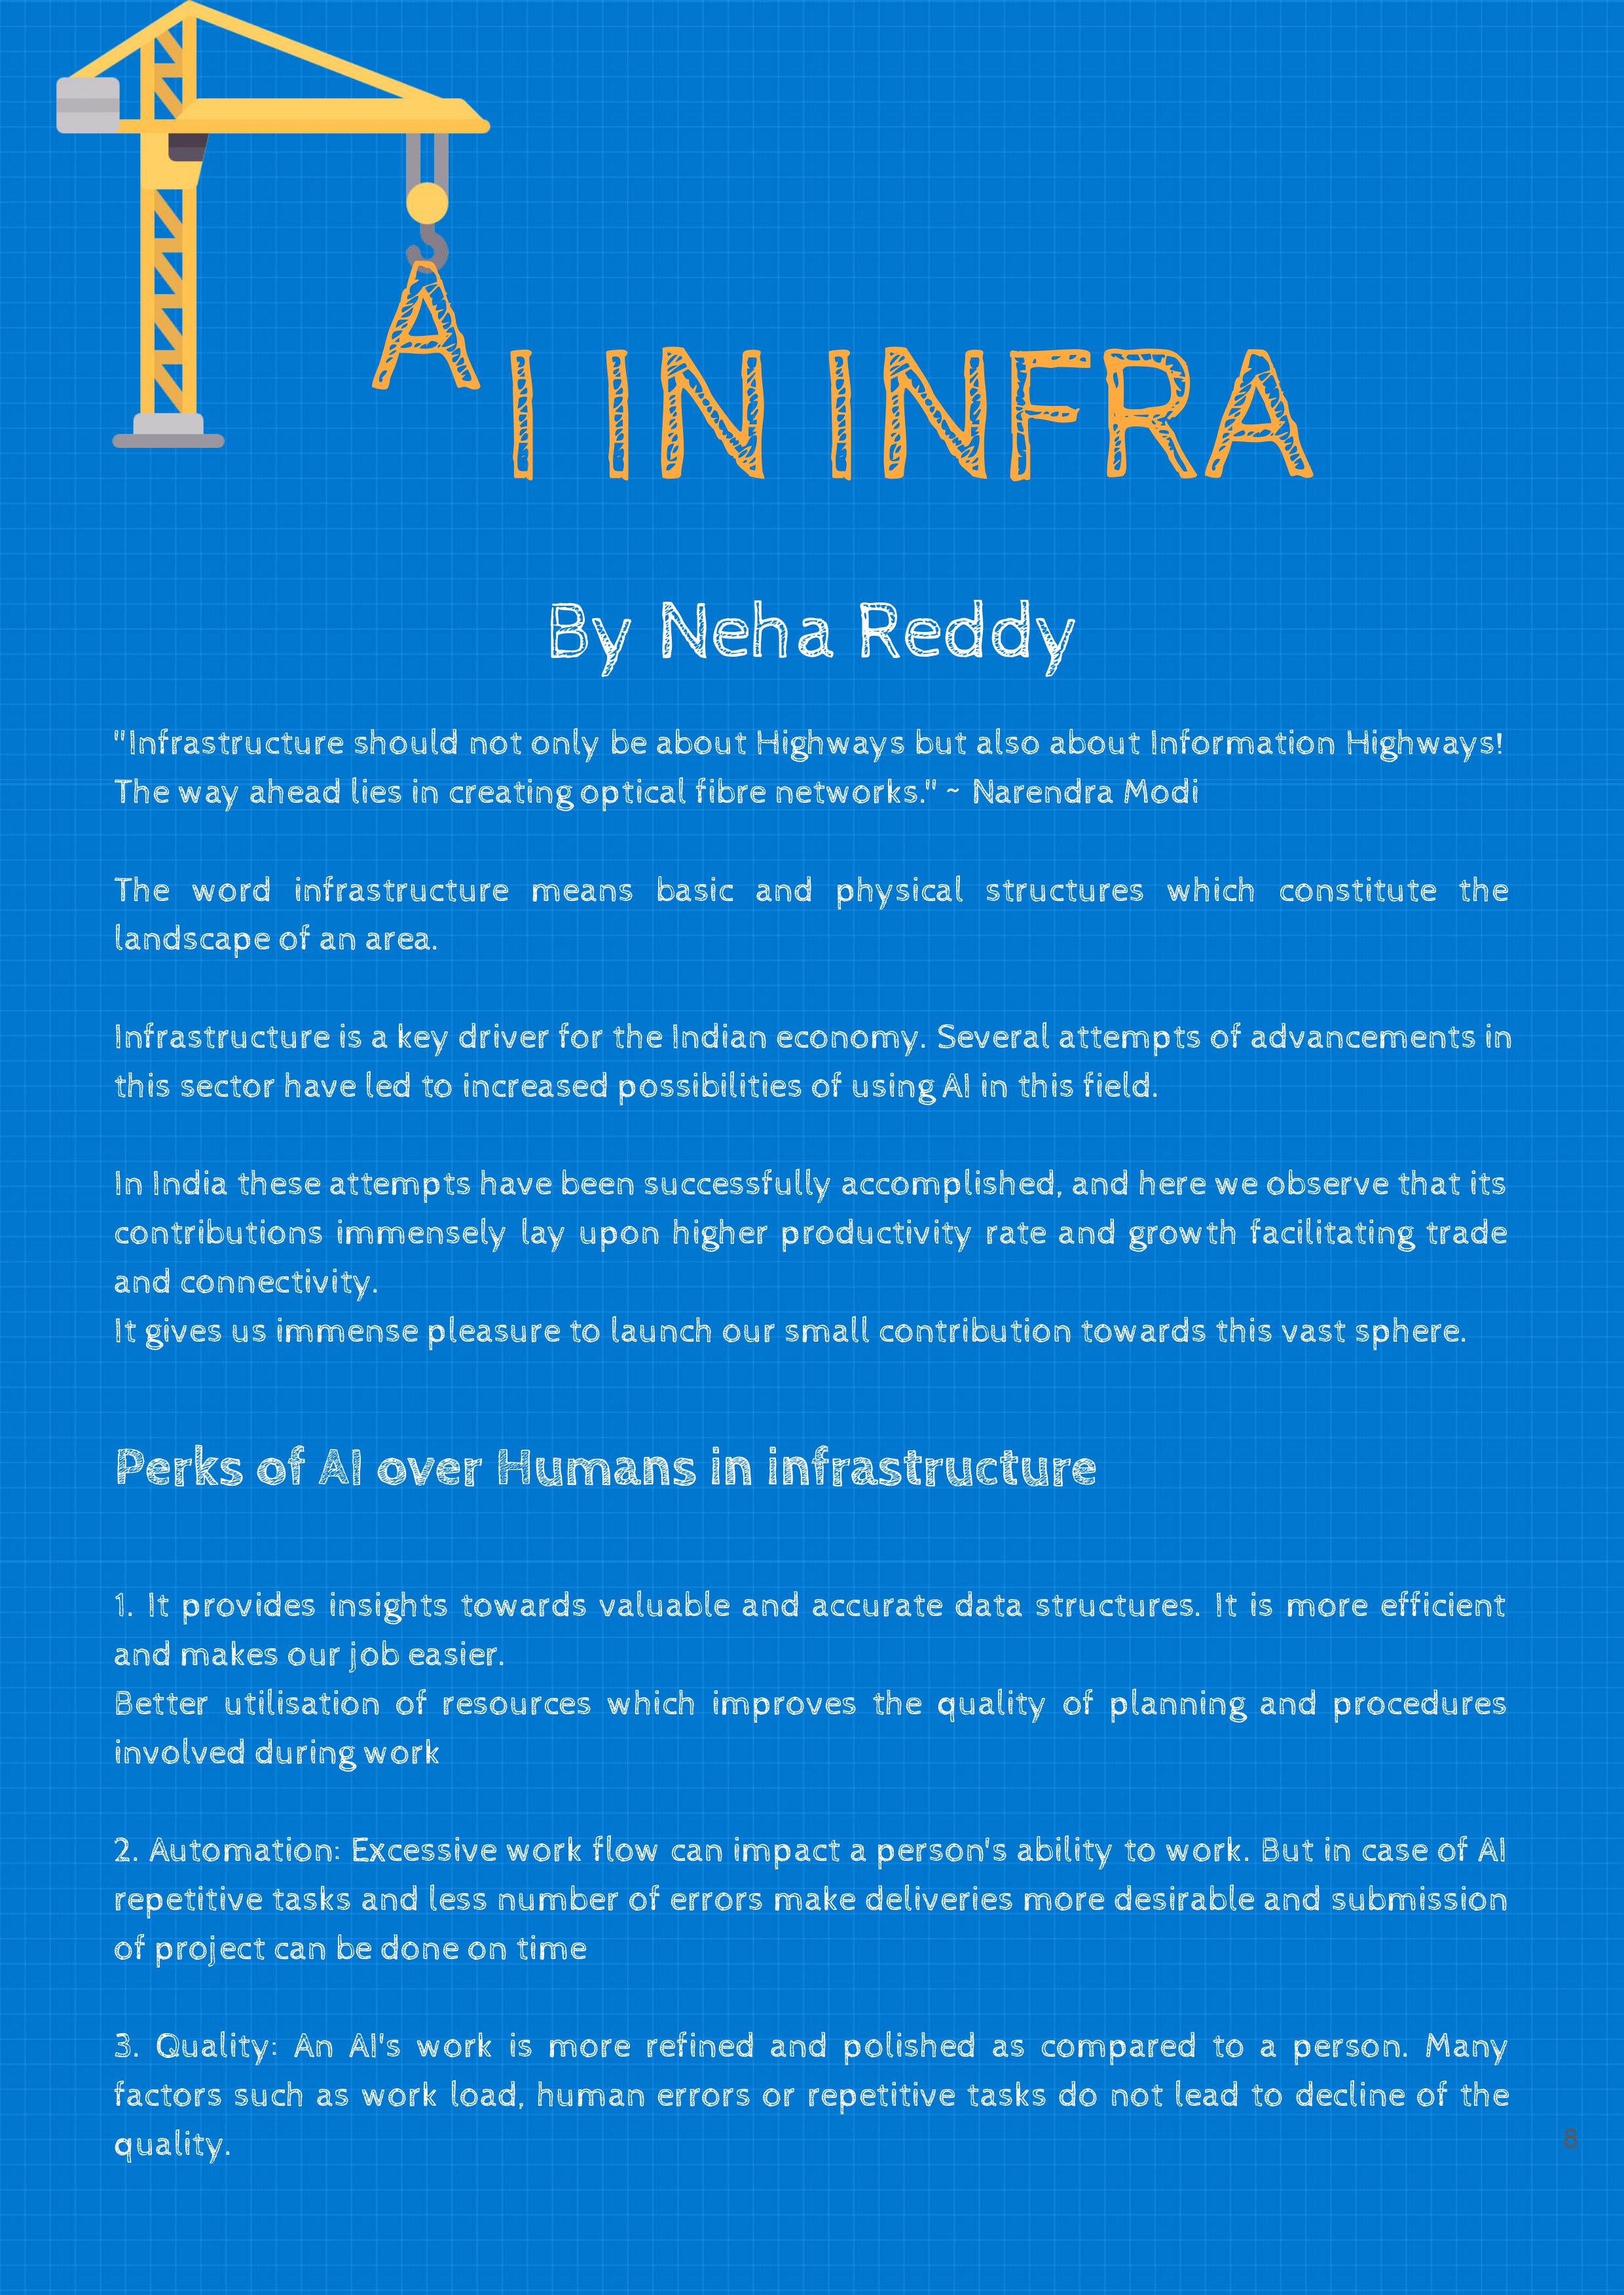 AI IN INFRA
By Neha Reddy
"Infrastructure should not only be about Highways but also about Information Highways!
The way ahead lies in creating optical fibre networks." ~ Narendra Modi
The word infrastructure means basic and physical structures which constitute the
landscape of an area.
Infrastructure is a key driver for the Indian economy. Several attempts of advancements in
this sector have led to increased possibilities of using AI in this field.
In India these attempts have been successfully accomplished, and here we observe that its
contributions immensely lay upon higher productivity rate and growth facilitating trade
and connectivity.
It gives us immense pleasure to launch our small contribution towards this vast sphere.
Perks of AI over Humans in infrastructure
1. It provides insights towards valuable and accurate data structures. It is more efficient
and makes our job easier.
Better utilisation of resources which improves the quality of planning and procedures
involved during work
2. Automation: Excessive work flow can impact a person's ability to work. But in case of AI
repetitive tasks and less number of errors make deliveries more desirable and submission
of project can be done on time
3. Quality: An AI's work is more refined and polished as compared to a person. Many
factors such as work load, human errors or repetitive tasks do not lead to decline of the
quality.
8